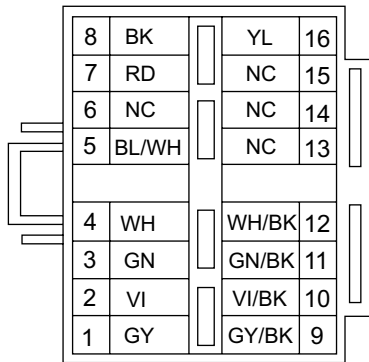 8 BK YL 16
7 RD NC 15
6 NC NC 14
5 BL/WH NC 13
4 WH WH/BK 12
3 GN GN/BK 11
2 VI VI/BK 10
1 GY GY/BK 9